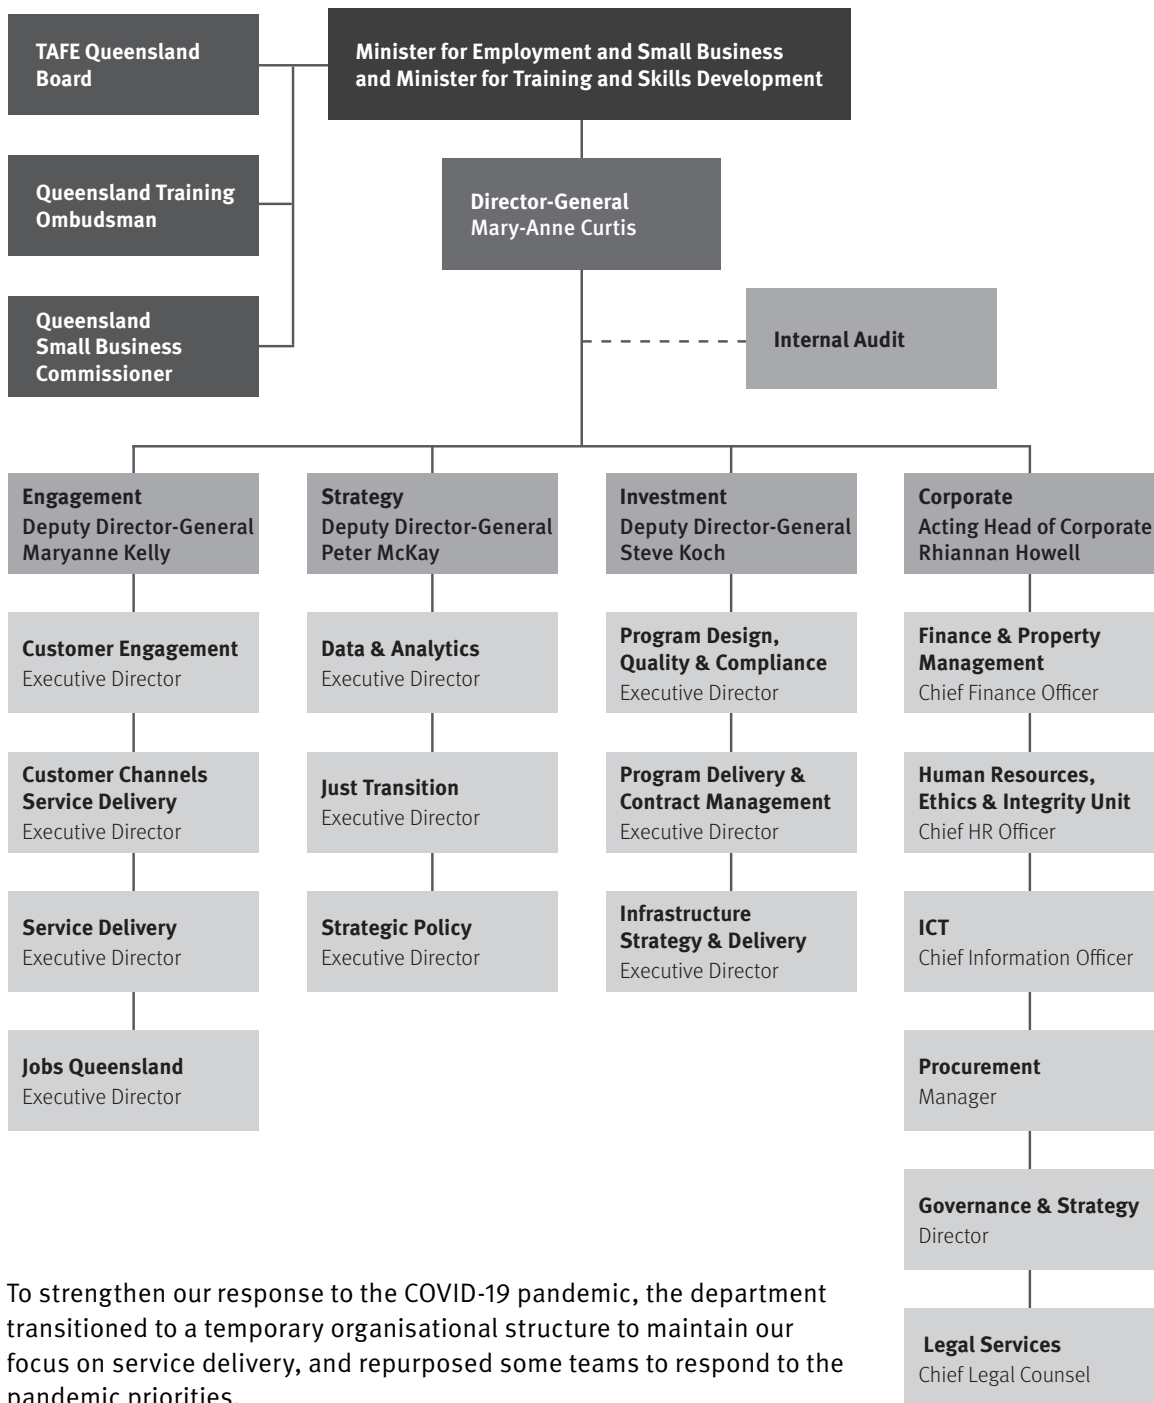 TAFE Queensland
Board
Minister for Employment and Small Business
and Minister for Training and Skills Development
Queensland Training
Ombudsman
Director-General
Mary-Anne Curtis
Queensland
Small Business
Commissioner
Internal Audit
Engagement
Deputy Director-General
Maryanne Kelly
Strategy
Deputy Director-General
Peter McKay
Investment
Deputy Director-General
Steve Koch
Corporate
Acting Head of Corporate
Rhiannan Howell
Customer Engagement
Executive Director
Data & Analytics
Executive Director
Program Design,
Quality & Compliance
Executive Director
Finance & Property
Management
Chief Finance Officer
Customer Channels
Service Delivery
Executive Director
Just Transition
Executive Director
Program Delivery &
Contract Management
Executive Director
Human Resources,
Ethics & Integrity Unit
Chief HR Officer
Service Delivery
Executive Director
Strategic Policy
Executive Director
Infrastructure
Strategy & Delivery
Executive Director
ICT
Chief Information Officer
Jobs Queensland
Executive Director
Procurement
Manager
Governance & Strategy
Director
Legal Services
Chief Legal Counsel
To strengthen our response to the COVID-19 pandemic, the department
transitioned to a temporary organisational structure to maintain our
focus on service delivery, and repurposed some teams to respond to the
pandemic priorities.